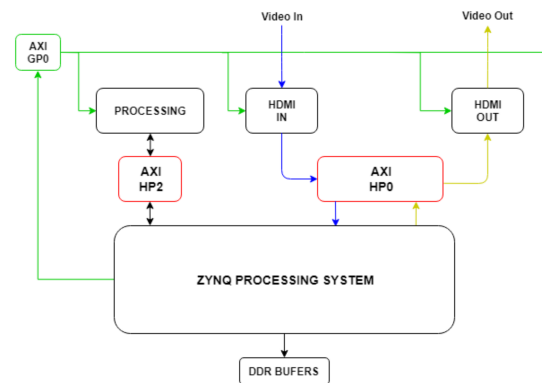 Video In
Video Out
AXI
GP0
PROCESSING
HDMI
IN
HDMI
OUT
AXI
HP2
AXI
HP0
ZYNQ PROCESSING SYSTEM
DDR BUFERS